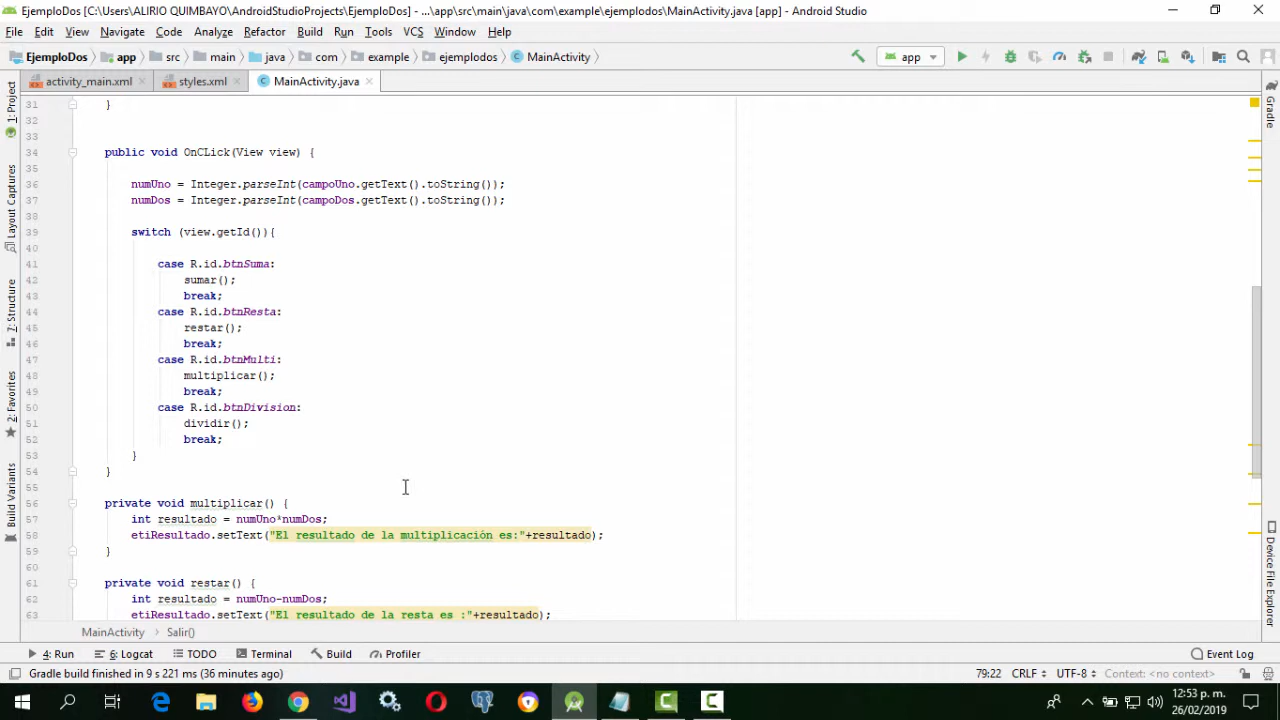 EjemploDos [C:\Users\ALIRIO QUIMBAYO\AndroidStudioProjects\EjemploDos] - ...\app\src\main\java\com\example\ejemplodos\MainActivity.java [app] - Android Studio
File Edit View Navigate Code Analyze Refactor Build Run Tools VCS Window Help
EjemploDos app src main java com example ejemplodos MainActivity app
activity_main.xml styles.xml MainActivity.java
1: Project
Layout Captures
7: Structure
2: Favorites
Build Variants
31 }
32
33
34 public void OnCLick(View view) {
35
36 numUno = Integer.parseInt(campoUno.getText().toString());
37 numDos = Integer.parseInt(campoDos.getText().toString());
38
39 switch (view.getId()){
40
41 case R.id.btnSuma:
42 sumar();
43 break;
44 case R.id.btnResta:
45 restar();
46 break;
47 case R.id.btnMulti:
48 multiplicar();
49 break;
50 case R.id.btnDivision:
51 dividir();
52 break;
53 }
54 }
55
56 private void multiplicar() {
57 int resultado = numUno*numDos;
58 etiResultado.setText("El resultado de la multiplicación es:"+resultado);
59 }
60
61 private void restar() {
62 int resultado = numUno-numDos;
63 etiResultado.setText("El resultado de la resta es :"+resultado);
Gradle
Device File Explorer
MainActivity Salir()
4: Run 6: Logcat TODO Terminal Build Profiler Event Log
Gradle build finished in 9 s 221 ms (36 minutes ago) 79:22 CRLF UTF-8 Context: <no context>
12:53 p. m.
26/02/2019